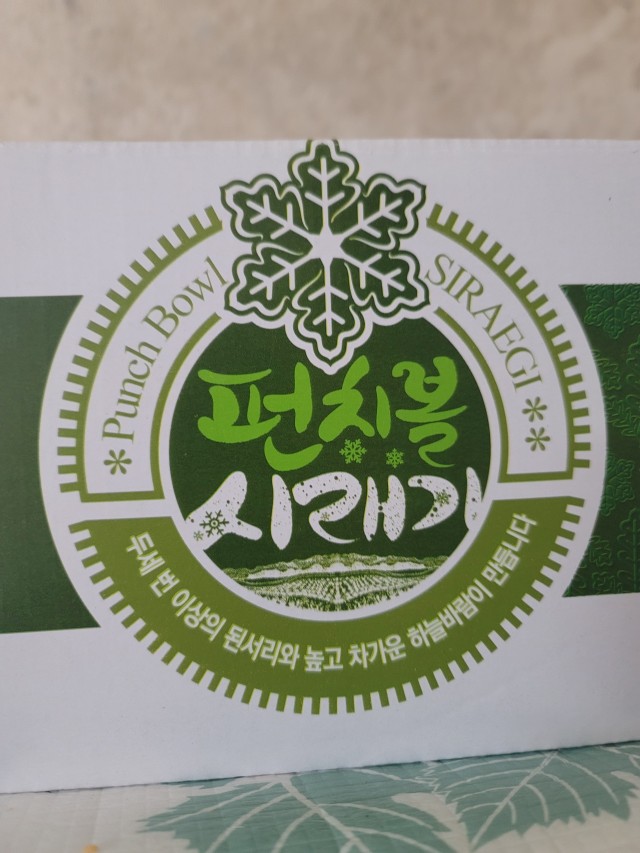 * Punch Bowl
SIRAEGI **
펀치볼
시래기
두세 번 이상의 된서리와 높고 차가운 하늘바람이 만듭니다